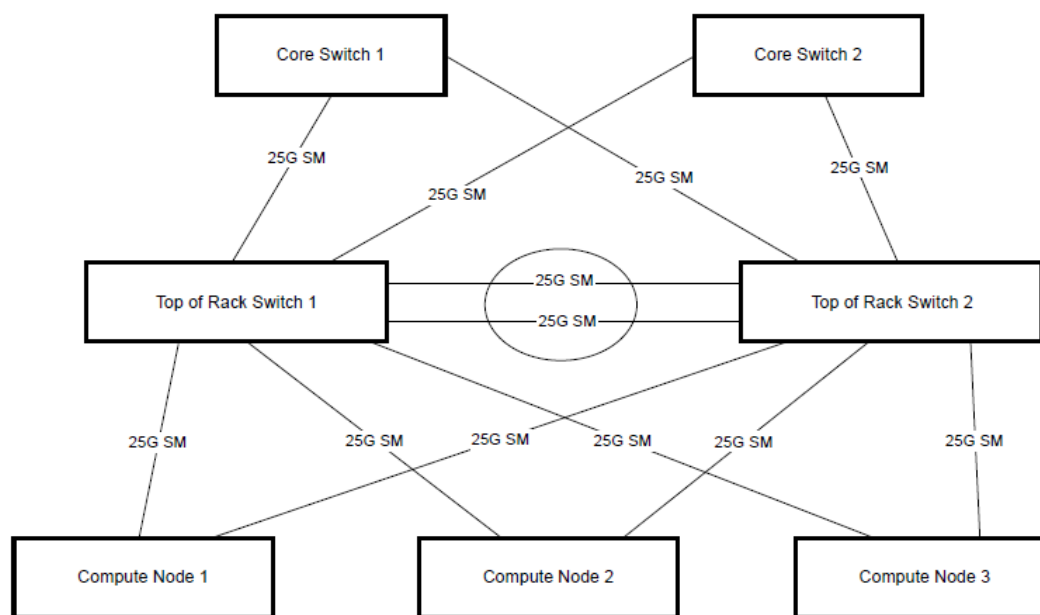 Core Switch 1
Core Switch 2
25G SM
25G SM
25G SM
25G SM
Top of Rack Switch 1
25G SM
25G SM
Top of Rack Switch 2
25G SM
25G SM
25G SM
25G SM
25G SM
25G SM
Compute Node 1
Compute Node 2
Compute Node 3